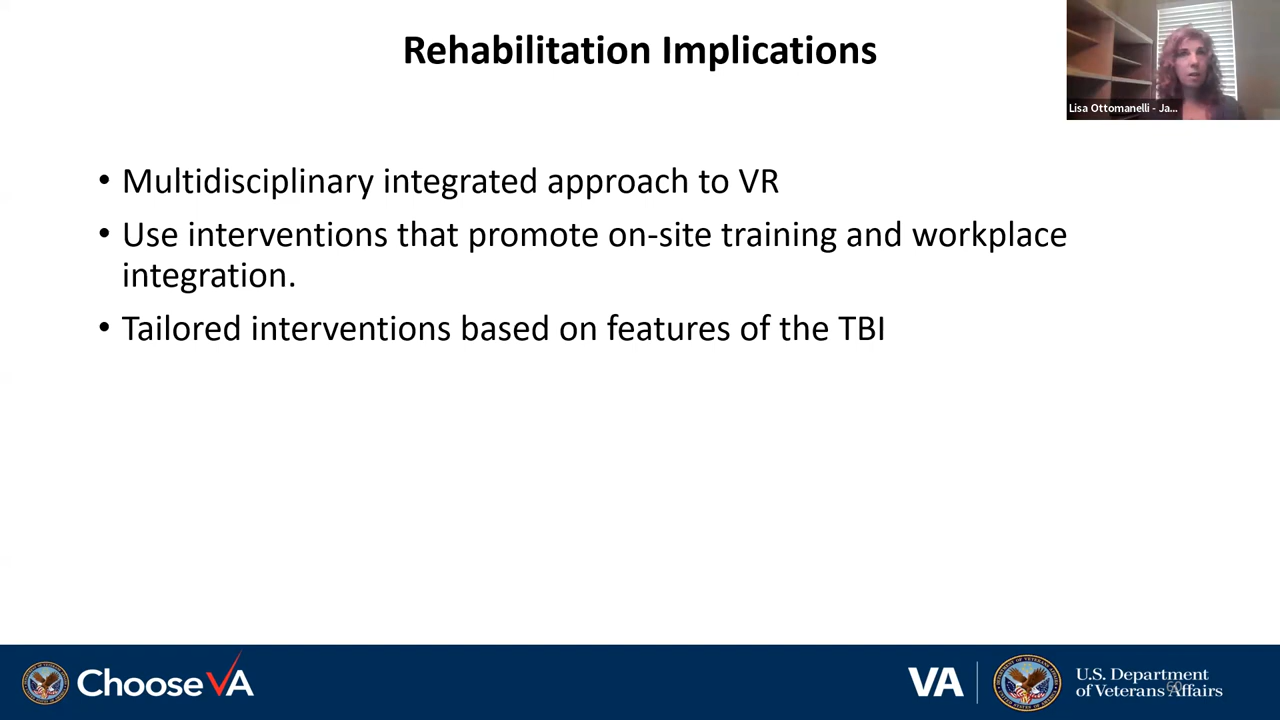 Rehabilitation Implications
Lisa Ottomanelli - Ja...
• Multidisciplinary integrated approach to VR
• Use interventions that promote on-site training and workplace
integration.
• Tailored interventions based on features of the TBI
Choose VA
VA
U.S. Department
of Veterans Affairs